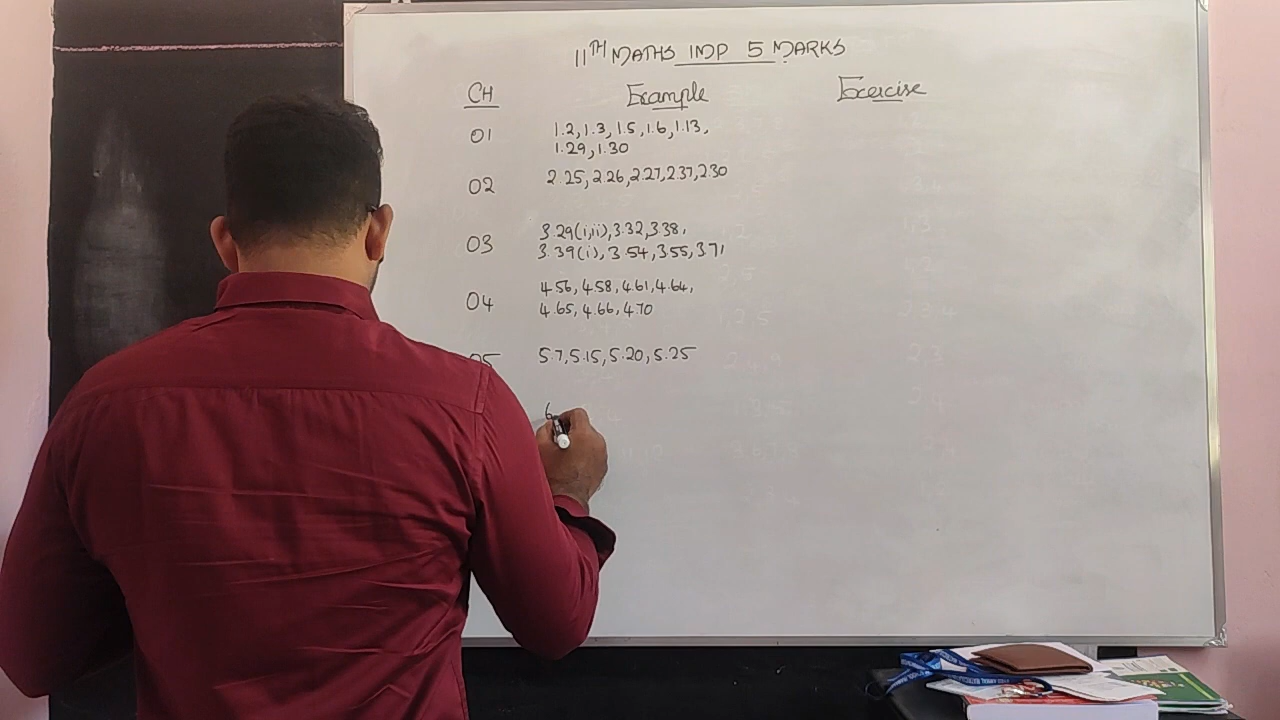 11TH MATHS IMP 5 MARKS
CH Example Exercise
01 1.2, 1.3, 1.5, 1.6, 1.13,
1.29, 1.30
02 2.25, 2.26, 2.27, 2.37, 2.30
03 3.29(i,ii), 3.32, 3.38,
3.39(i), 3.54, 3.55, 3.71
04 4.56, 4.58, 4.61, 4.64,
4.65, 4.66, 4.70
05 5.7, 5.15, 5.20, 5.25
6